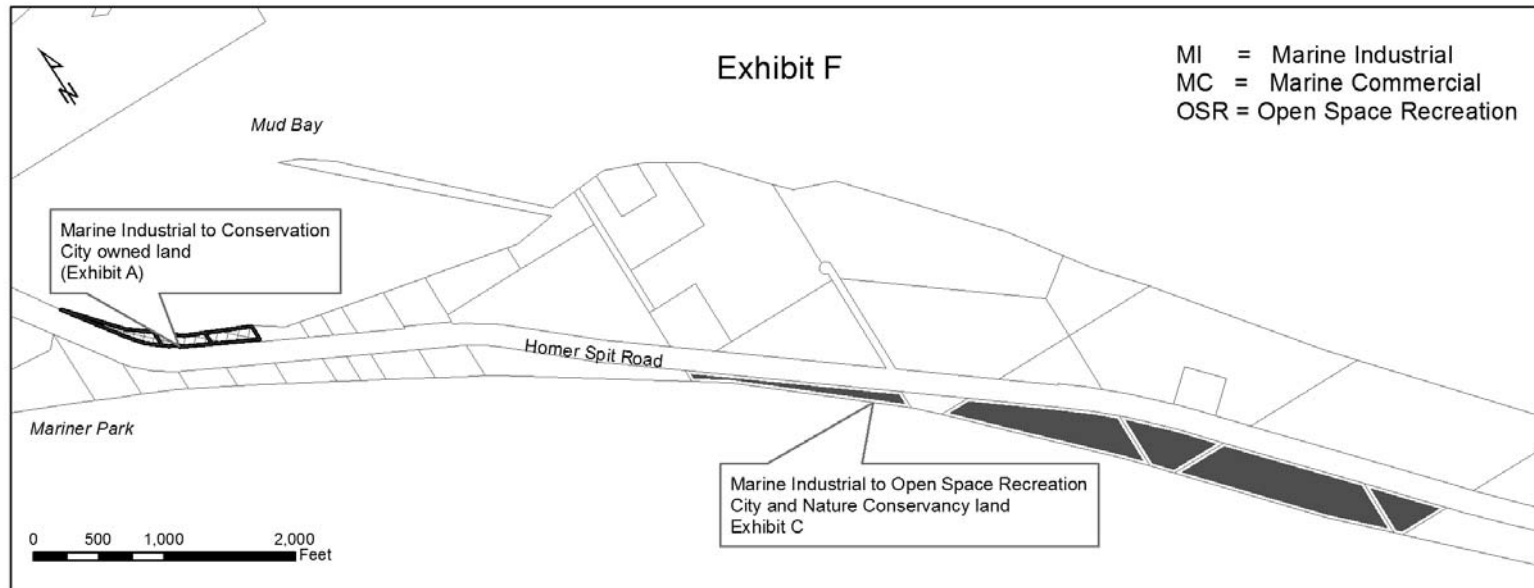 Exhibit F
MI = Marine Industrial
MC = Marine Commercial
OSR = Open Space Recreation
N
Mud Bay
Marine Industrial to Conservation
City owned land
(Exhibit A)
Homer Spit Road
Mariner Park
Marine Industrial to Open Space Recreation
City and Nature Conservancy land
Exhibit C
0 500 1,000 2,000
Feet